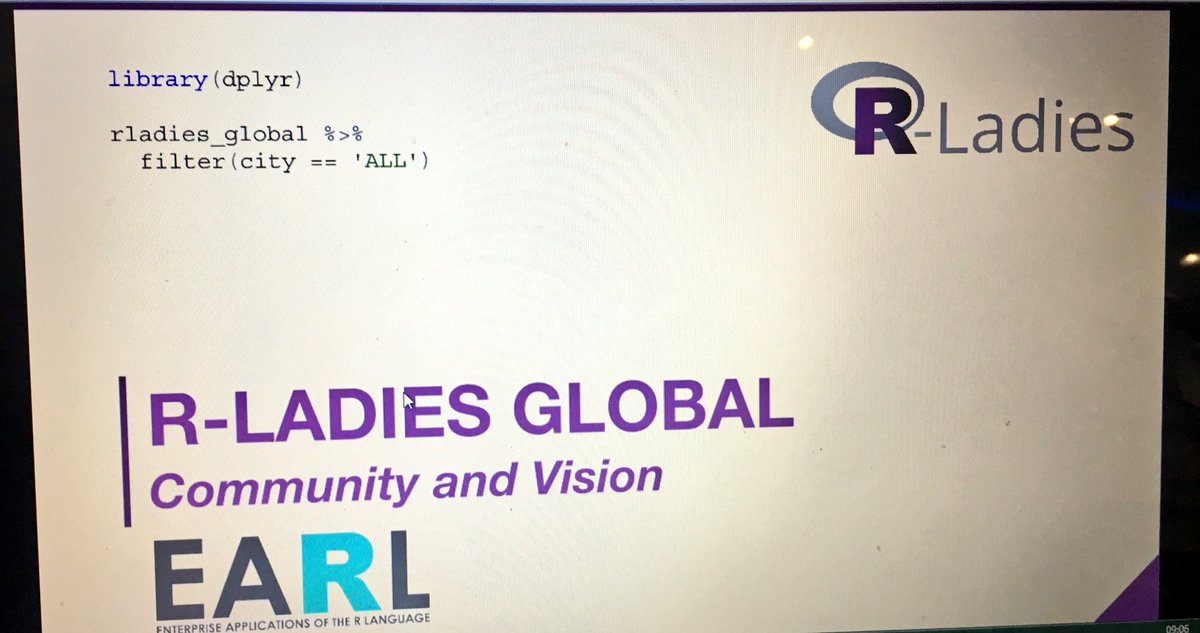 library(dplyr)
rladies_global %>%
filter(city == 'ALL')
R-Ladies
R-LADIES GLOBAL
Community and Vision
EARL
ENTERPRISE APPLICATIONS OF THE R LANGUAGE
09:06